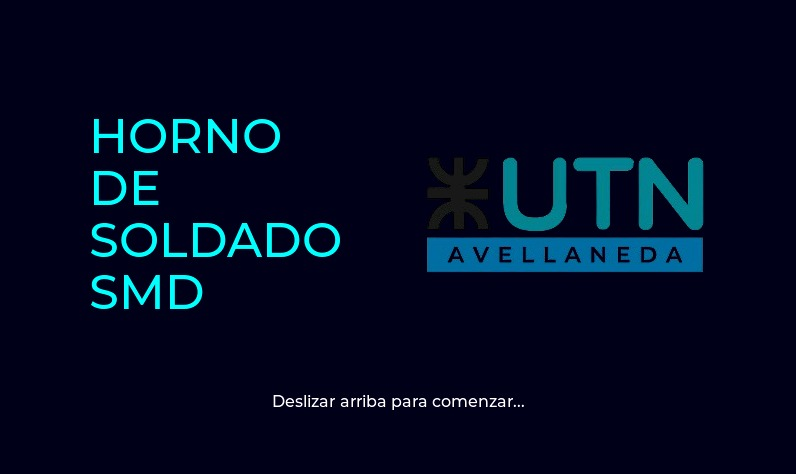 HORNO
DE
SOLDADO
SMD
UTN
AVELLANEDA
Deslizar arriba para comenzar...